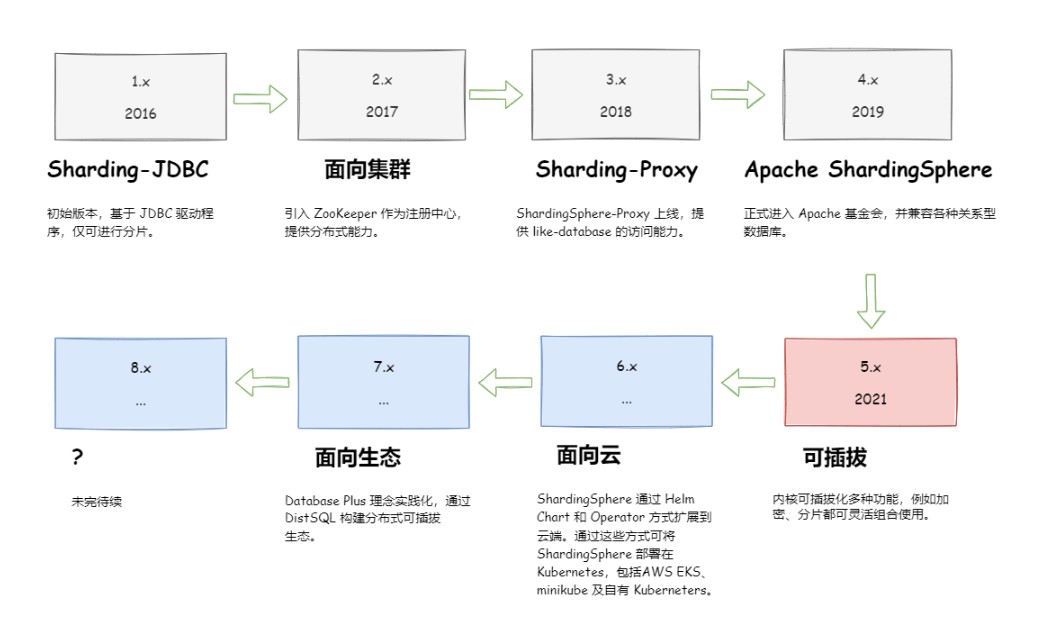 1.x
2016
Sharding-JDBC
初始版本，基于 JDBC 驱动程
序，仅可进行分片。
2.x
2017
面向集群
引入 ZooKeeper 作为注册中心，
提供分布式能力。
3.x
2018
Sharding-Proxy
ShardingSphere-Proxy 上线，提
供 like-database 的访问能力。
4.x
2019
Apache ShardingSphere
正式进入 Apache 基金会，并兼容各种关系型
数据库。
5.x
2021
可插拔
内核可插拔化多种功能，例如加
密、分片都可灵活组合使用。
6.x
...
面向云
ShardingSphere 通过 Helm
Chart 和 Operator 方式扩展到
云端。通过这些方式可将
ShardingSphere 部署在
Kubernetes，包括AWS EKS、
minikube 及自有 Kuberneters。
7.x
...
面向生态
Database Plus 理念实践化，通过
DistSQL 构建分布式可插拔
生态。
8.x
...
?
未完待续